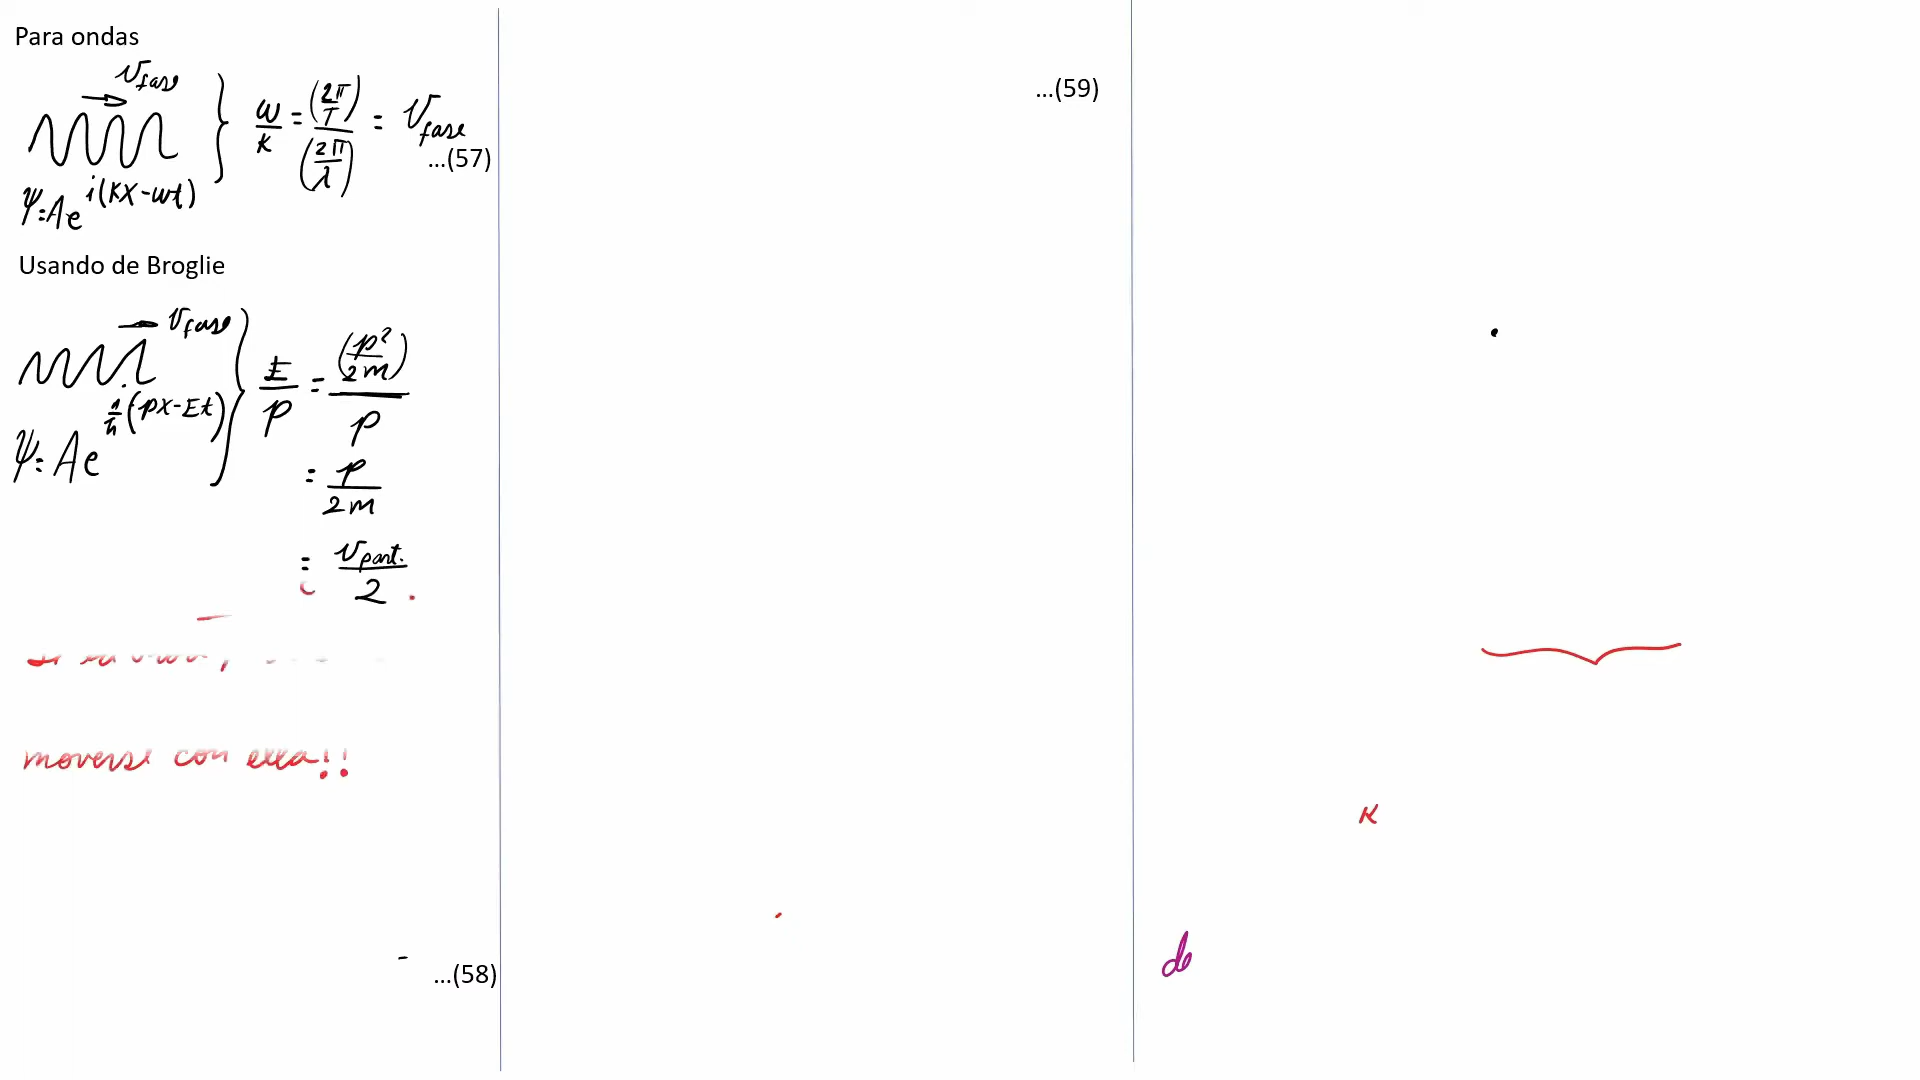 Para ondas
v_fase
ω/k = (2π/T)/(2π/λ) = v_fase
...(57)
ψ = Ae^i(kx-ωt)
Usando de Broglie
v_fase
E/p = (p²/2m)/p
ψ = Ae^i/ħ(px-Et)
= p/2m
= v_part./2
moverse con ella!!
...(58)
...(59)
k
de